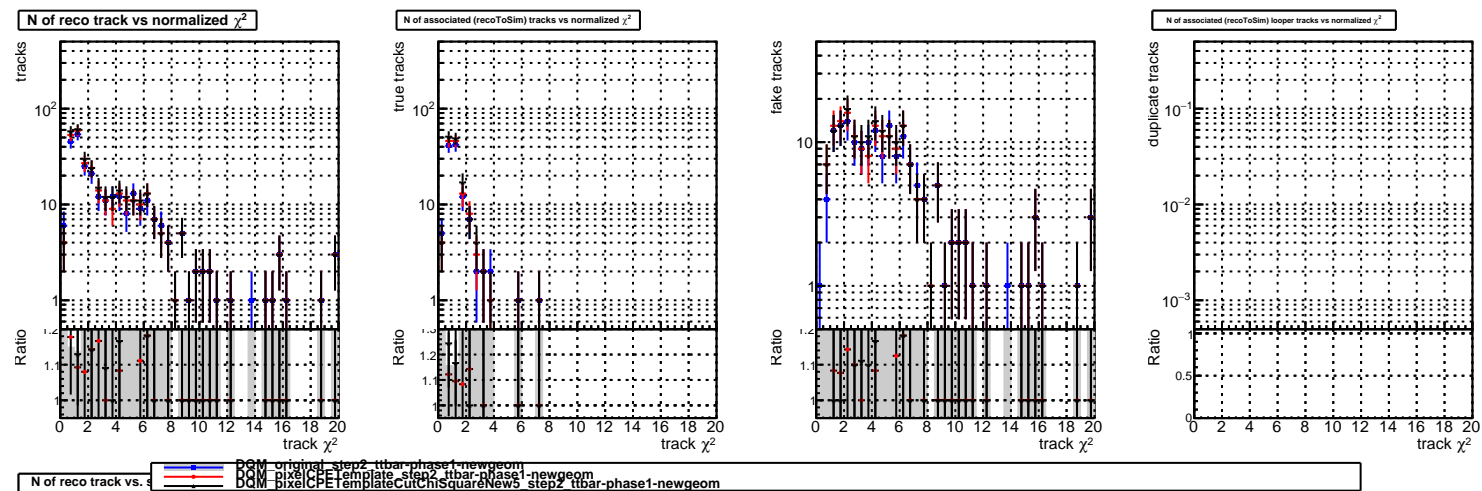 N of reco track vs normalized χ²
N of associated (recoToSim) tracks vs normalized χ²
N of associated (recoToSim) looper tracks vs normalized χ²
tracks
10²
10
1
Ratio
1.2
1.1
1
0 2 4 6 8 10 12 14 16 18 20
track χ²
true tracks
10²
10
1
Ratio
1.3
1.2
1.1
1
0 2 4 6 8 10 12 14 16 18 20
track χ²
fake tracks
10
1
Ratio
1.2
1.1
1
0 2 4 6 8 10 12 14 16 18 20
track χ²
duplicate tracks
10⁻¹
10⁻²
10⁻³
Ratio
1
0.5
0
0 2 4 6 8 10 12 14 16 18 20
track χ²
N of reco track vs.
DQM_original_step2_ttbar-phase1-newgeom
DQM_pixelCPETemplate_step2_ttbar-phase1-newgeom
DQM_pixelCPETemplateCutChiSquareNew5_step2_ttbar-phase1-newgeom